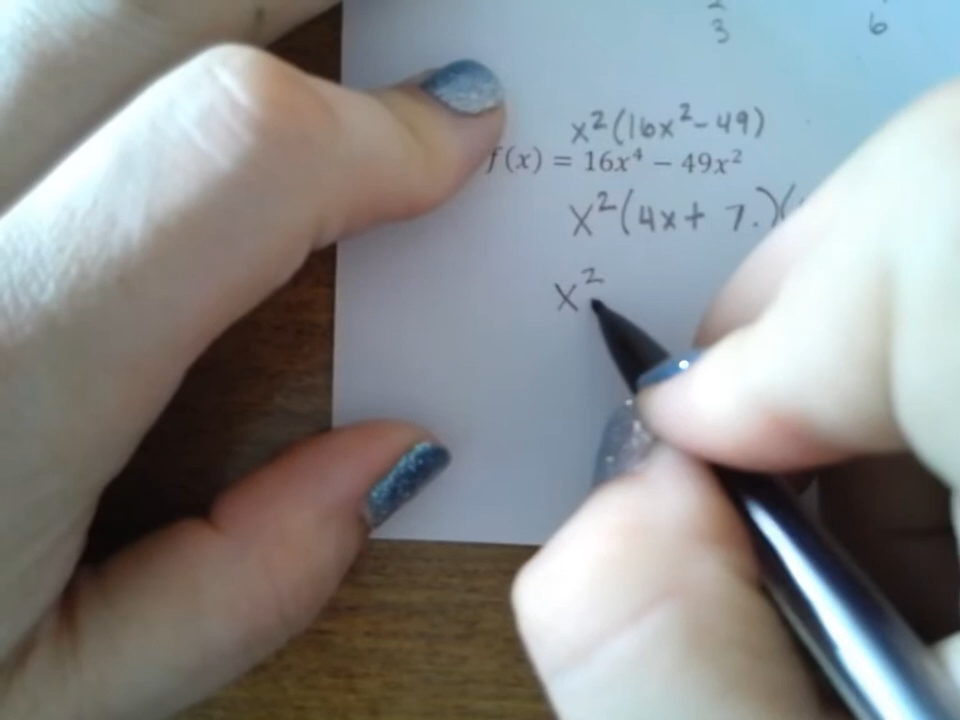 3 6
x²(16x²-49)
f(x) = 16x⁴ − 49x²
x²(4x+ 7.)(
x²